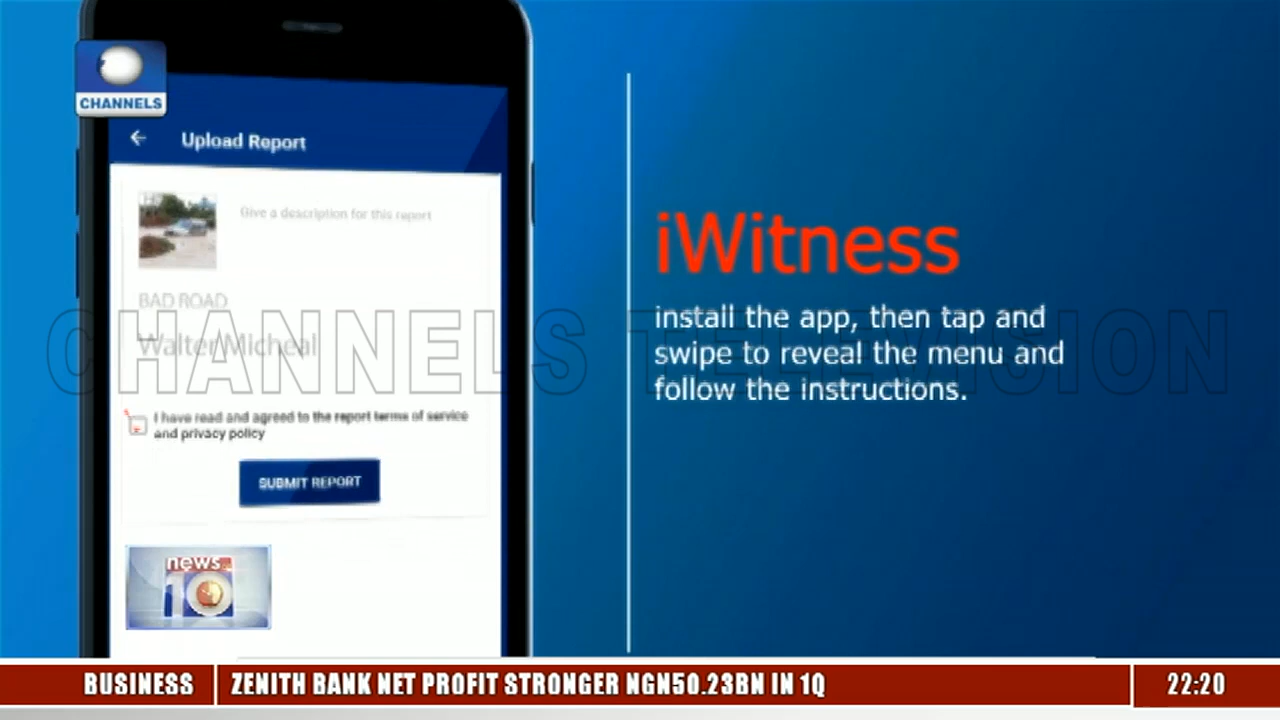 CHANNELS
Upload Report
Give a description for this report
BAD ROAD
Walter Micheal
I have read and agreed to the report terms of service
and privacy policy
SUBMIT REPORT
news
10
iWitness
install the app, then tap and
swipe to reveal the menu and
follow the instructions.
CHANNELS TELEVISION
BUSINESS
ZENITH BANK NET PROFIT STRONGER NGN50.23BN IN 1Q
22:20